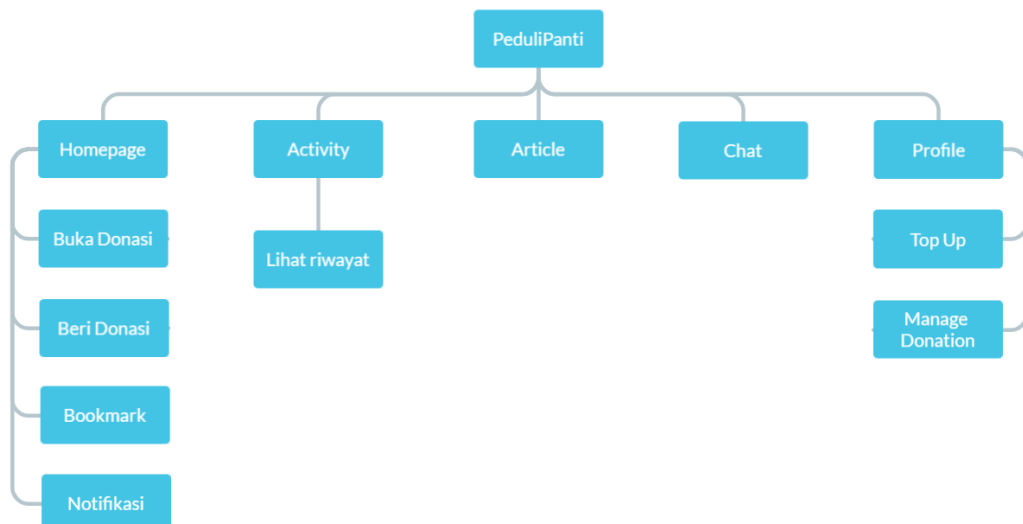 PeduliPanti
Homepage
Activity
Article
Chat
Profile
Buka Donasi
Lihat riwayat
Top Up
Beri Donasi
Manage
Donation
Bookmark
Notifikasi